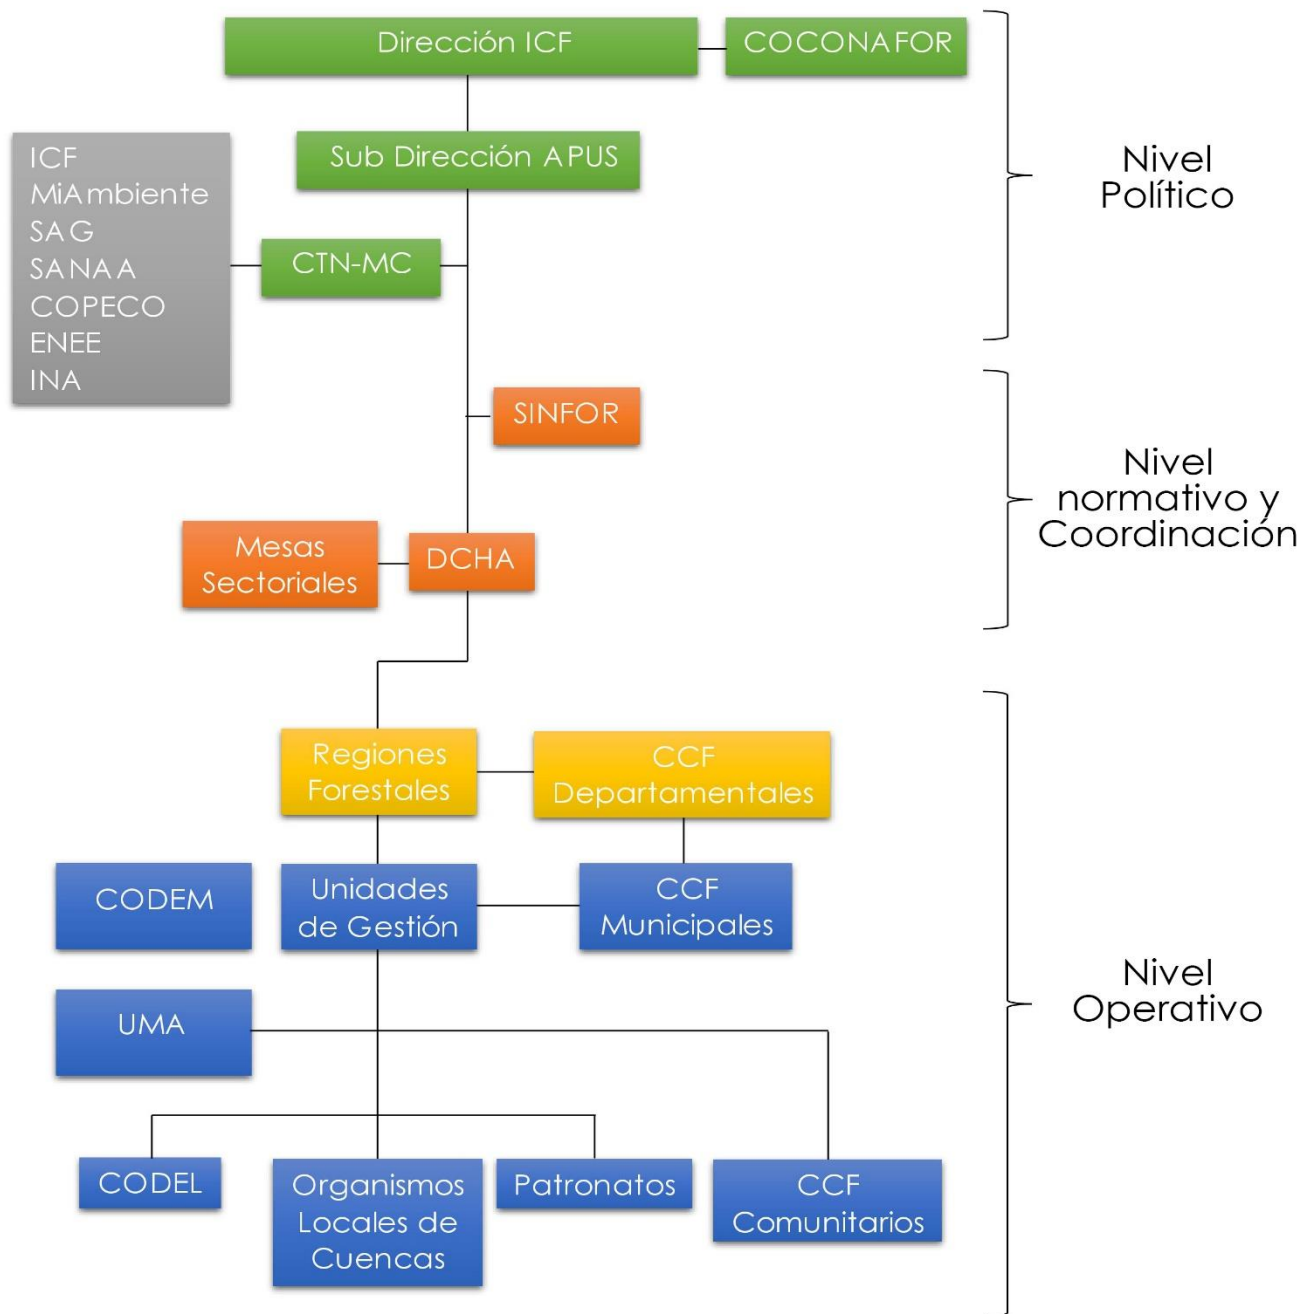 Dirección ICF
COCONAFOR
Sub Dirección APUS
Nivel
Político
ICF
MiAmbiente
SAG
SANAA
COPECO
ENEE
INA
CTN-MC
SINFOR
Nivel
normativo y
Coordinación
Mesas
Sectoriales
DCHA
Regiones
Forestales
CCF
Departamentales
CODEM
Unidades
de Gestión
CCF
Municipales
Nivel
Operativo
UMA
CODEL
Organismos
Locales de
Cuencas
Patronatos
CCF
Comunitarios